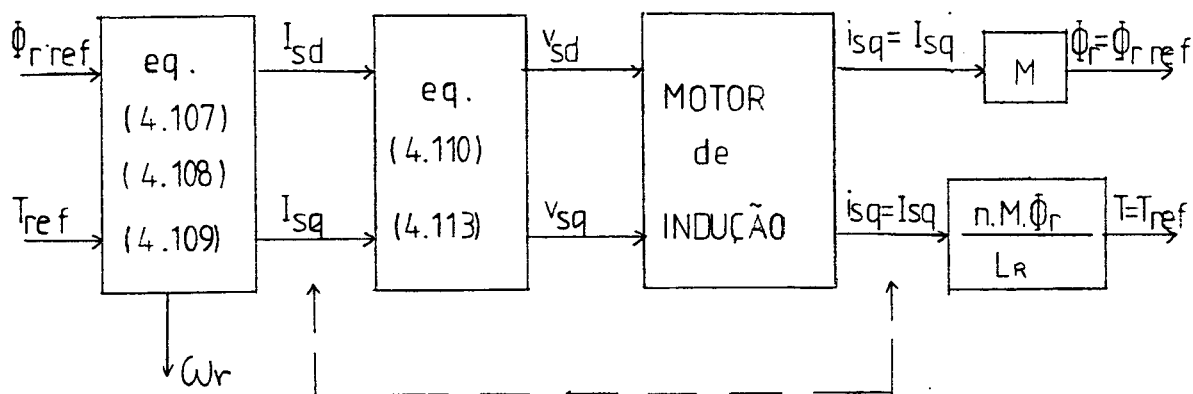 Φr ref
eq.
(4.107)
(4.108)
(4.109)
Tref
ωr
Isd
Isq
eq.
(4.110)
(4.113)
vsd
vsq
MOTOR
de
INDUÇÃO
isq= Isq
M
Φr=Φr ref
isq=Isq
n.M.Φr
LR
T=Tref